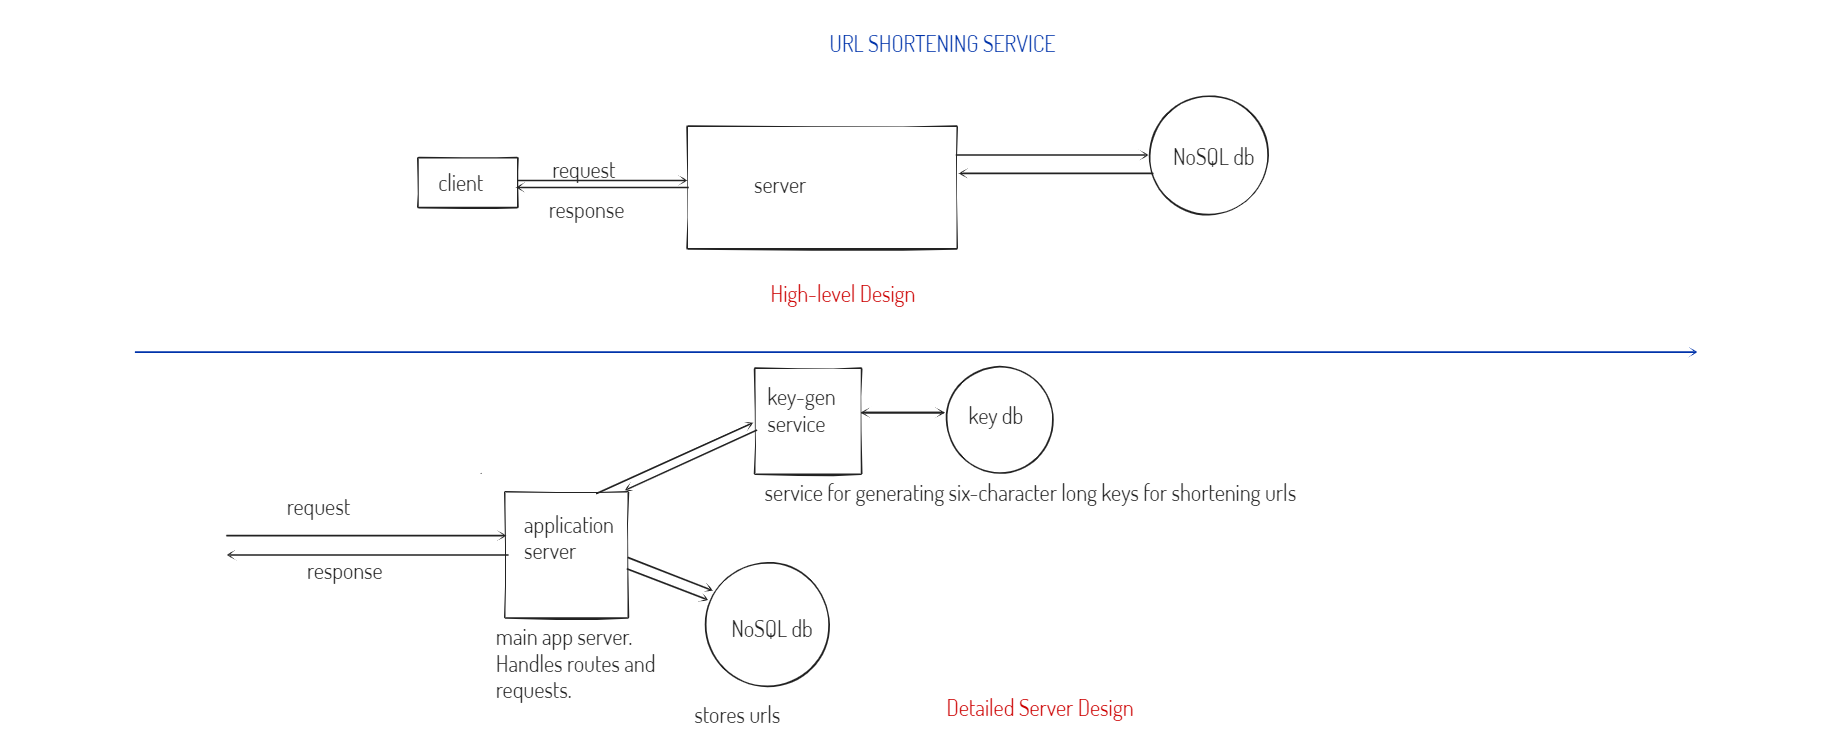 URL SHORTENING SERVICE
client
request
response
server
NoSQL db
High-level Design
key-gen
service
key db
service for generating six-character long keys for shortening urls
request
response
application
server
main app server.
Handles routes and
requests.
NoSQL db
stores urls
Detailed Server Design